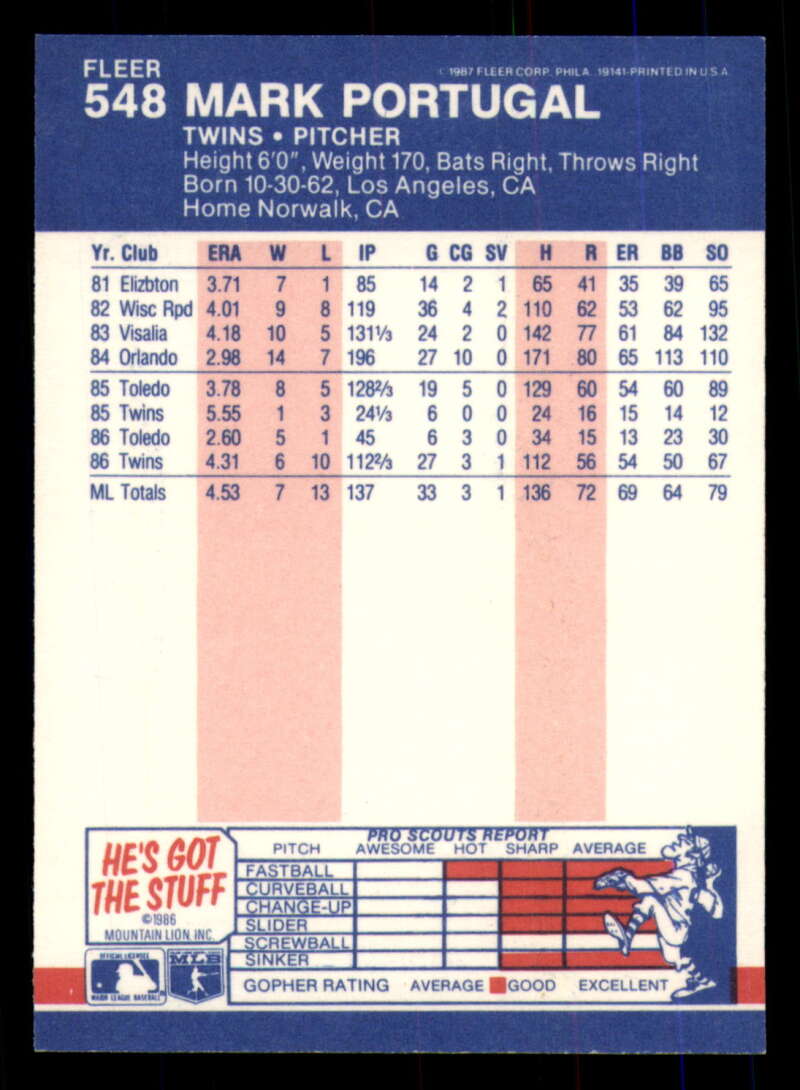 FLEER
© 1987 FLEER CORP. PHILA. 19141-PRINTED IN U.S.A.
548 MARK PORTUGAL
TWINS • PITCHER
Height 6'0", Weight 170, Bats Right, Throws Right
Born 10-30-62, Los Angeles, CA
Home Norwalk, CA
Yr. Club ERA W L IP G CG SV H R ER BB SO
81 Elizbton 3.71 7 1 85 14 2 1 65 41 35 39 65
82 Wisc Rpd 4.01 9 8 119 36 4 2 110 62 53 62 95
83 Visalia 4.18 10 5 131⅓ 24 2 0 142 77 61 84 132
84 Orlando 2.98 14 7 196 27 10 0 171 80 65 113 110
85 Toledo 3.78 8 5 128⅔ 19 5 0 129 60 54 60 89
85 Twins 5.55 1 3 24⅓ 6 0 0 24 16 15 14 12
86 Toledo 2.60 5 1 45 6 3 0 34 15 13 23 30
86 Twins 4.31 6 10 112⅔ 27 3 1 112 56 54 50 67
ML Totals 4.53 7 13 137 33 3 1 136 72 69 64 79
HE'S GOT
THE STUFF
©1986
MOUNTAIN LION, INC.
OFFICIAL LICENSEE
MAJOR LEAGUE BASEBALL
MLB
PRO SCOUTS REPORT
PITCH AWESOME HOT SHARP AVERAGE
FASTBALL
CURVEBALL
CHANGE-UP
SLIDER
SCREWBALL
SINKER
GOPHER RATING AVERAGE GOOD EXCELLENT